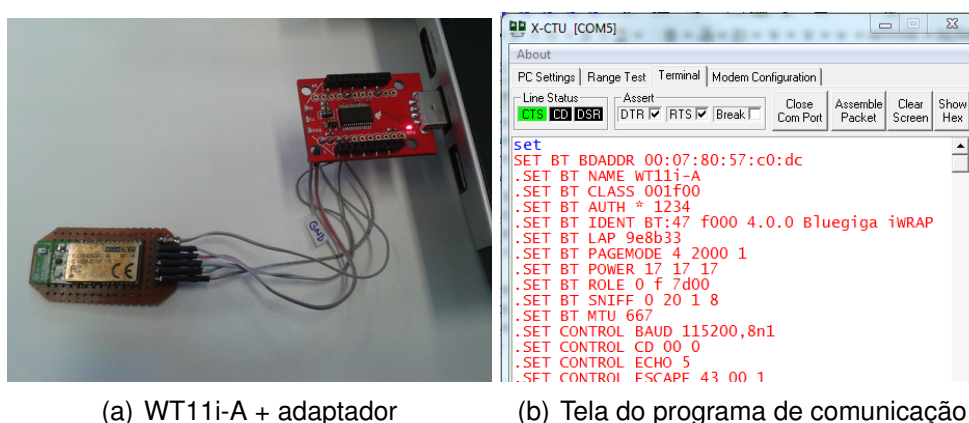 GND
CE
X-CTU [COM5]
About
PC Settings Range Test Terminal Modem Configuration
Line Status
CTS CD DSR
Assert
DTR RTS Break
Close Com Port
Assemble Packet
Clear Screen
Show Hex
set
SET BT BDADDR 00:07:80:57:c0:dc
.SET BT NAME WT11i-A
.SET BT CLASS 001f00
.SET BT AUTH * 1234
.SET BT IDENT BT:47 f000 4.0.0 Bluegiga iWRAP
.SET BT LAP 9e8b33
.SET BT PAGEMODE 4 2000 1
.SET BT POWER 17 17 17
.SET BT ROLE 0 f 7d00
.SET BT SNIFF 0 20 1 8
.SET BT MTU 667
.SET CONTROL BAUD 115200,8n1
.SET CONTROL CD 00 0
.SET CONTROL ECHO 5
.SET CONTROL ESCAPE 43 00 1
(a) WT11i-A + adaptador
(b) Tela do programa de comunicação